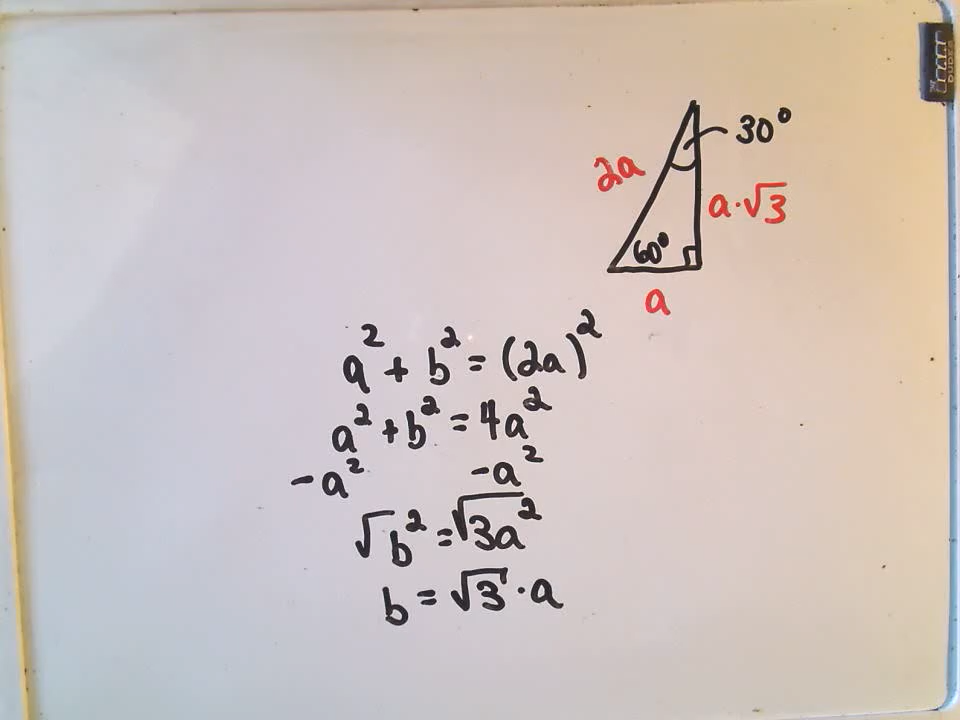 30°
2a
a·√3
60°
a
a² + b² = (2a)²
a² + b² = 4a²
-a² -a²
√b² = √3a²
b = √3 · a